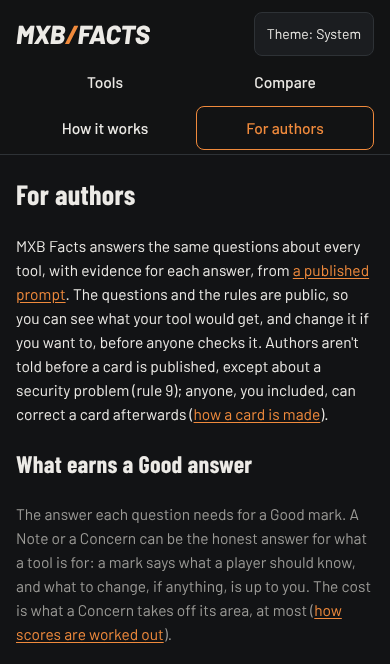 MXB/FACTS
Theme: System
Tools
Compare
How it works
For authors
For authors
MXB Facts answers the same questions about every
tool, with evidence for each answer, from a published
prompt. The questions and the rules are public, so
you can see what your tool would get, and change it if
you want to, before anyone checks it. Authors aren't
told before a card is published, except about a
security problem (rule 9); anyone, you included, can
correct a card afterwards (how a card is made).
What earns a Good answer
The answer each question needs for a Good mark. A
Note or a Concern can be the honest answer for what
a tool is for: a mark says what a player should know,
and what to change, if anything, is up to you. The cost
is what a Concern takes off its area, at most (how
scores are worked out).